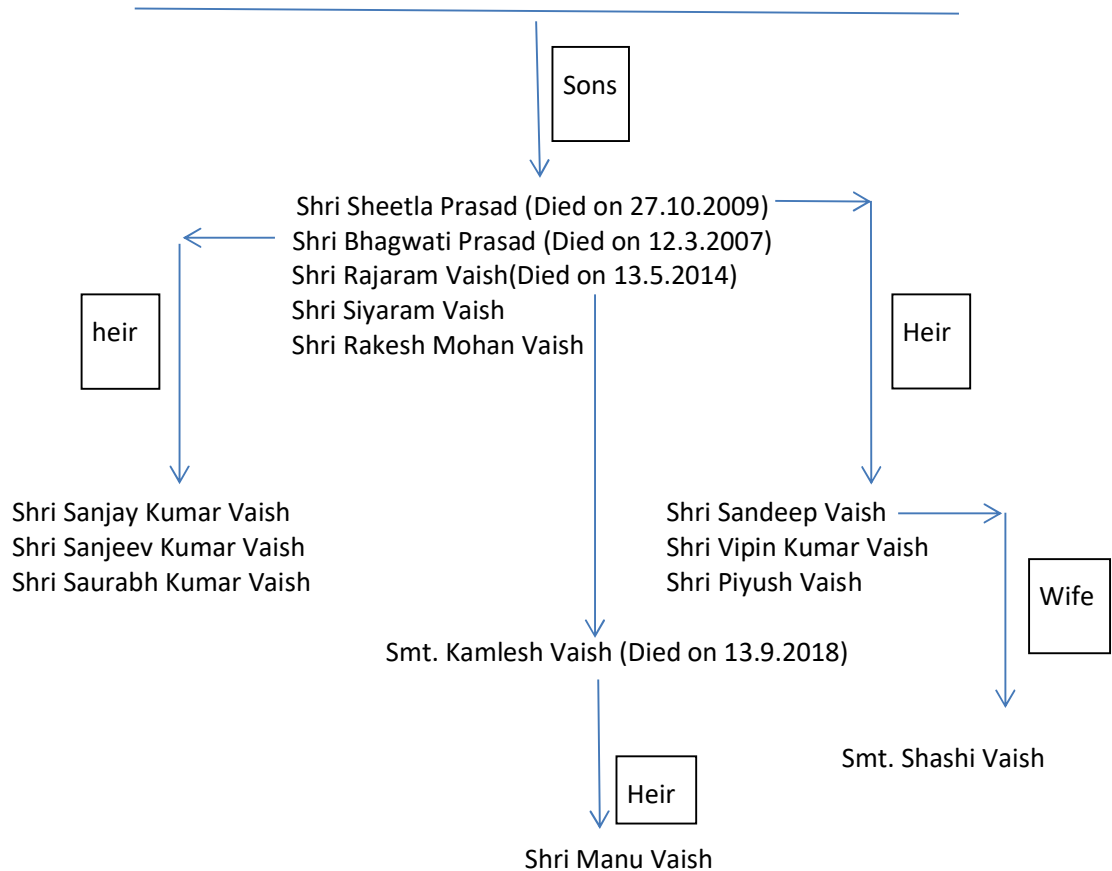 Sons
Shri Sheetla Prasad (Died on 27.10.2009)
Shri Bhagwati Prasad (Died on 12.3.2007)
Shri Rajaram Vaish(Died on 13.5.2014)
Shri Siyaram Vaish
Shri Rakesh Mohan Vaish
heir
Heir
Shri Sanjay Kumar Vaish
Shri Sanjeev Kumar Vaish
Shri Saurabh Kumar Vaish
Shri Sandeep Vaish
Shri Vipin Kumar Vaish
Shri Piyush Vaish
Wife
Smt. Kamlesh Vaish (Died on 13.9.2018)
Smt. Shashi Vaish
Heir
Shri Manu Vaish